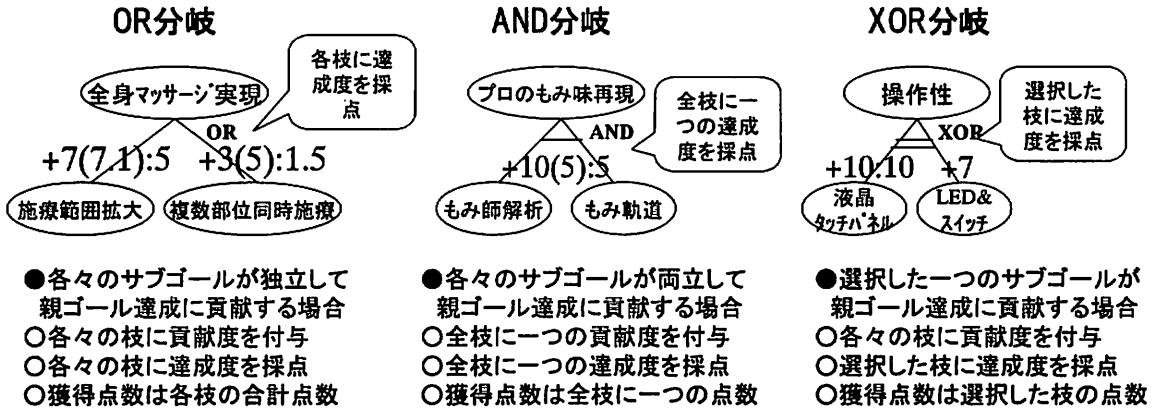 OR分岐
全身マッサージ実現
各枝に達
成度を採
点
OR
+7(7.1):5
+3(5):1.5
施療範囲拡大
複数部位同時施療
●各々のサブゴールが独立して
親ゴール達成に貢献する場合
○各々の枝に貢献度を付与
○各々の枝に達成度を採点
○獲得点数は各枝の合計点数
AND分岐
プロのもみ味再現
全枝に一
つの達成
度を採点
AND
+10(5):5
もみ師解析
もみ軌道
●各々のサブゴールが両立して
親ゴール達成に貢献する場合
○全枝に一つの貢献度を付与
○全枝に一つの達成度を採点
○獲得点数は全枝に一つの点数
XOR分岐
操作性
選択した
枝に達成
度を採点
XOR
+10:10
+7
液晶
タッチパネル
LED&
スイッチ
●選択した一つのサブゴールが
親ゴール達成に貢献する場合
○各々の枝に貢献度を付与
○選択した枝に達成度を採点
○獲得点数は選択した枝の点数